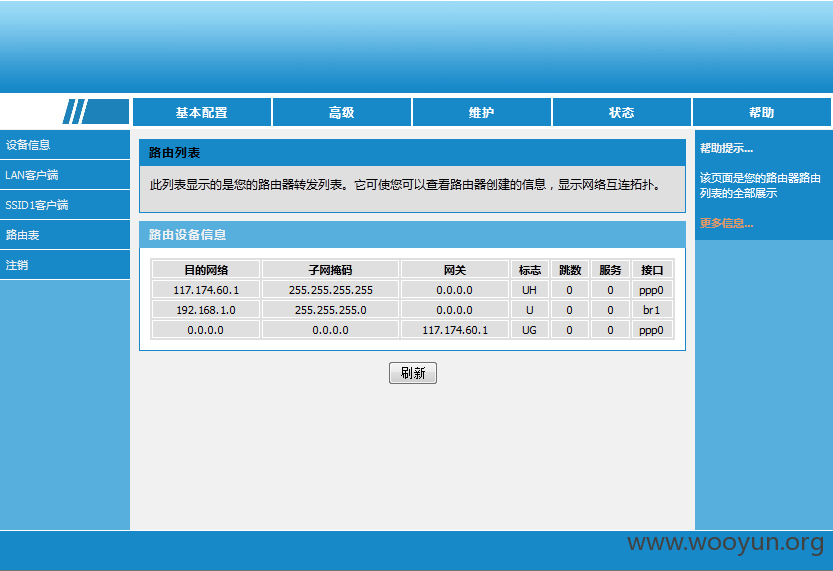 基本配置 高级 维护 状态 帮助
设备信息
LAN客户端
SSID1客户端
路由表
注销
路由列表
此列表显示的是您的路由器转发列表。它可使您可以查看路由器创建的信息，显示网络互连拓扑。
路由设备信息
目的网络 子网掩码 网关 标志 跳数 服务 接口
117.174.60.1 255.255.255.255 0.0.0.0 UH 0 0 ppp0
192.168.1.0 255.255.255.0 0.0.0.0 U 0 0 br1
0.0.0.0 0.0.0.0 117.174.60.1 UG 0 0 ppp0
刷新
帮助提示...
该页面是您的路由器路由
列表的全部展示
更多信息...
www.wooyun.org